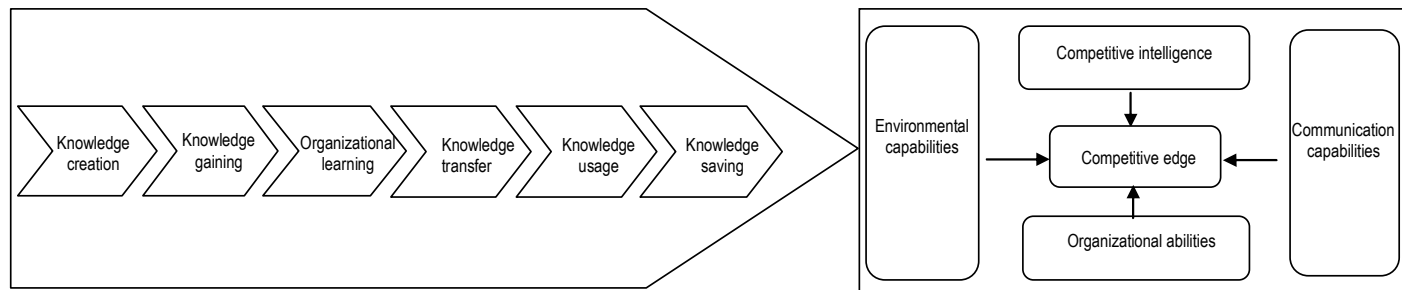 Knowledge
creation
Knowledge
gaining
Organizational
learning
Knowledge
transfer
Knowledge
usage
Knowledge
saving
Environmental
capabilities
Competitive intelligence
Competitive edge
Organizational abilities
Communication
capabilities